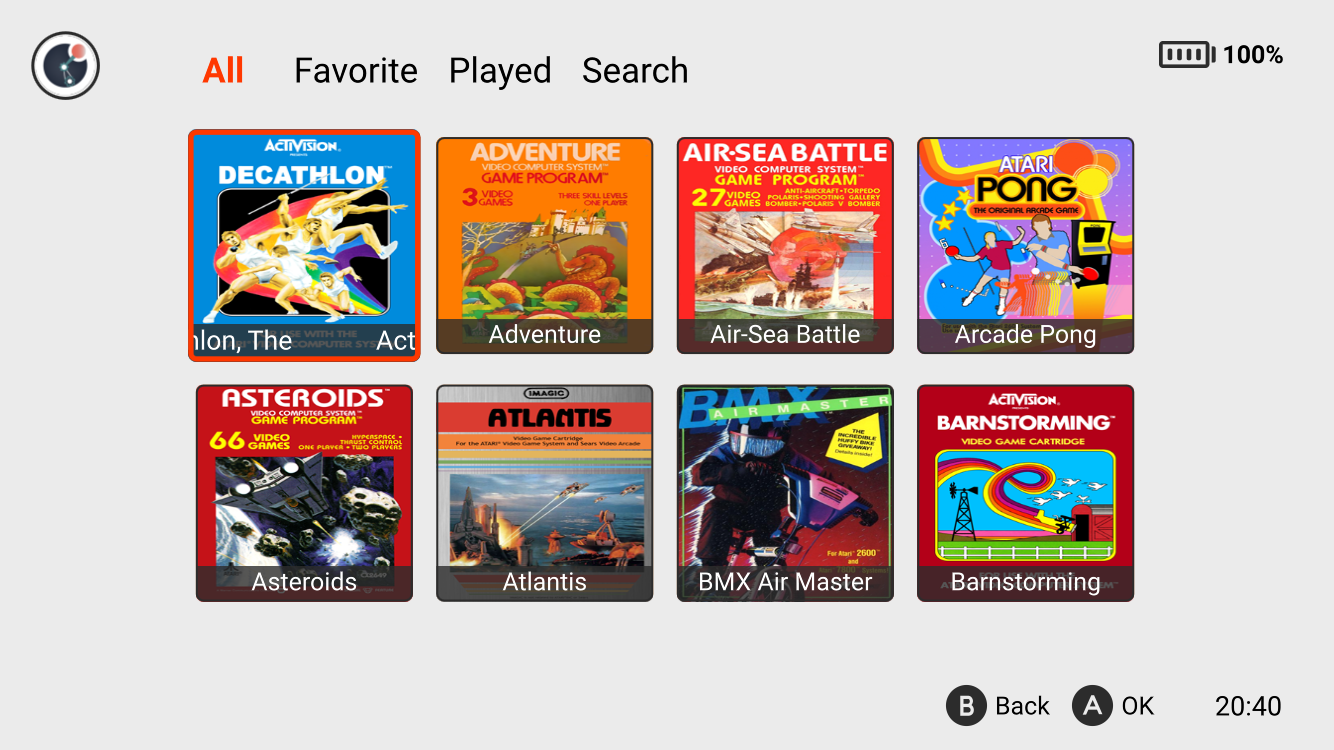 All Favorite Played Search
100%
ACTIVISION
PRESENTS
DECATHLON™
hlon, The Act
ADVENTURE
VIDEO COMPUTER SYSTEM™
GAME PROGRAM™
3 VIDEO GAMES
THREE SKILL LEVELS
ONE PLAYER
Adventure
AIR-SEA BATTLE
VIDEO COMPUTER SYSTEM™
GAME PROGRAM™
27 VIDEO GAMES
ANTI-AIRCRAFT•TORPEDO
POLARIS•SHOOTING GALLERY
BOMBER•POLARIS V BOMBER
Air-Sea Battle
ATARI
PONG
THE ORIGINAL ARCADE GAME
Arcade Pong
ASTEROIDS™
VIDEO COMPUTER SYSTEM™
GAME PROGRAM™
66 VIDEO GAMES
HYPERSPACE •
THRUST CONTROL
ONE PLAYER • TWO PLAYERS
Asteroids
IMAGIC
ATLANTIS
Video Game Cartridge
For the ATARI® Video Game System and Sears Video Arcade
Atlantis
BMX
AIR MASTER
THE
INCREDIBLE
HUFFY BIKE
GIVEAWAY!
Details inside!
For Atari® 2600™
and
BMX Air Master
ACTIVISION
PRESENTS
BARNSTORMING™
VIDEO GAME CARTRIDGE
Barnstorming
B Back A OK 20:40